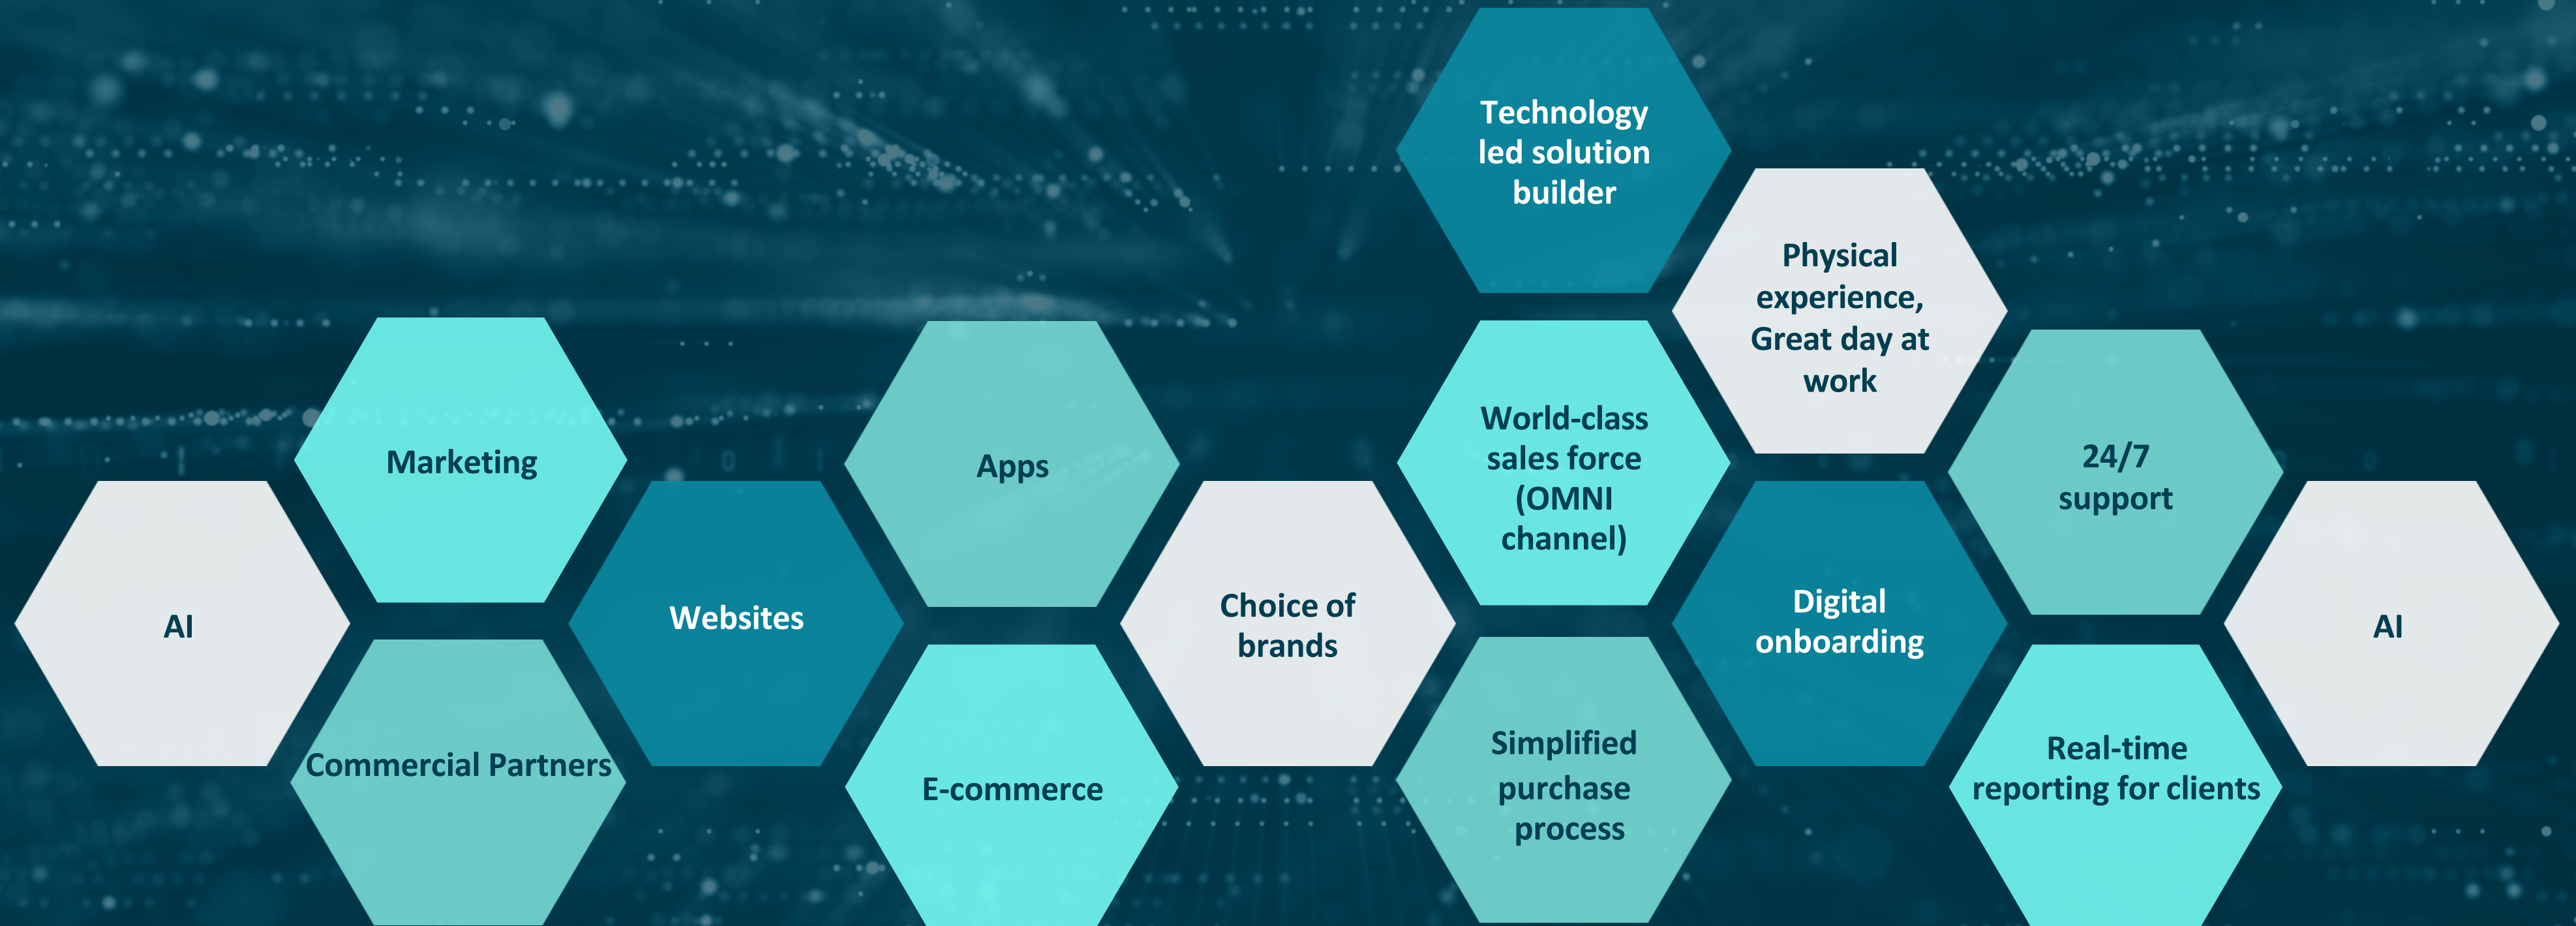 AI
Marketing
Commercial Partners
Websites
Apps
E-commerce
Choice of
brands
Technology
led solution
builder
World-class
sales force
(OMNI
channel)
Simplified
purchase
process
Physical
experience,
Great day at
work
Digital
onboarding
24/7
support
Real-time
reporting for clients
AI